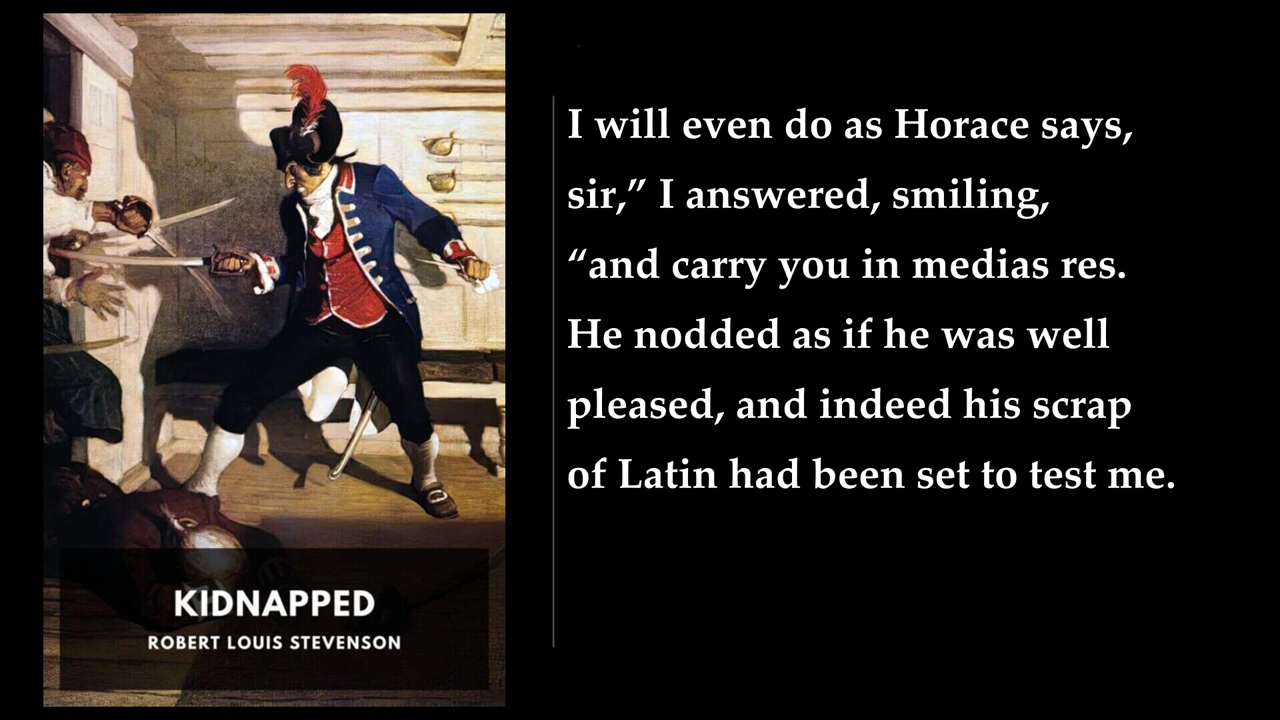 KIDNAPPED
ROBERT LOUIS STEVENSON
I will even do as Horace says,
sir,” I answered, smiling,
“and carry you in medias res.
He nodded as if he was well
pleased, and indeed his scrap
of Latin had been set to test me.